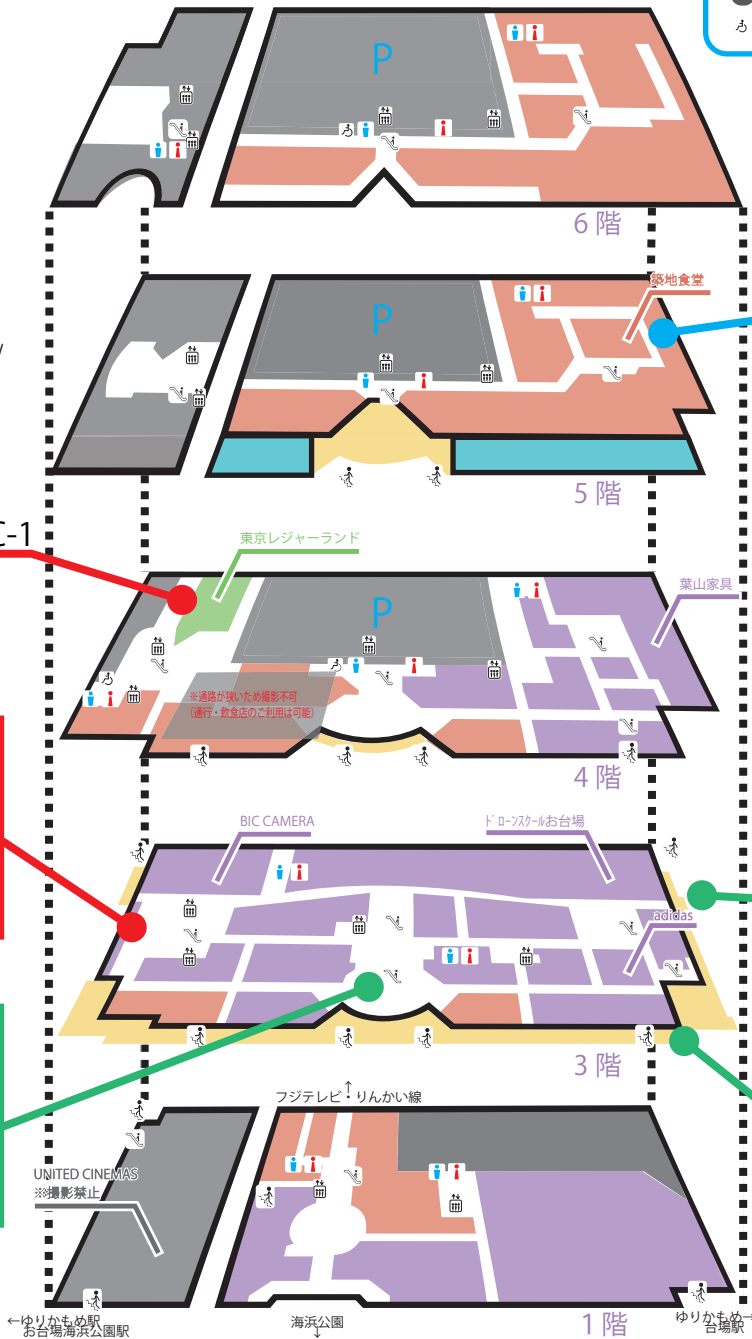 P
6 階
築地食堂
P
5 階
C-1
東京レジャーランド
葉山家具
P
※通路が狭いため撮影不可
(通行・飲食店のご利用は可能)
4 階
BIC CAMERA
ドローンスクールお台場
adidas
3 階
↑
フジテレビ・りんかい線
UNITED CINEMAS
※撮影禁止
←ゆりかもめ駅
お台場海浜公園駅
海浜公園
↓
1 階
ゆりかもめ→
台場駅